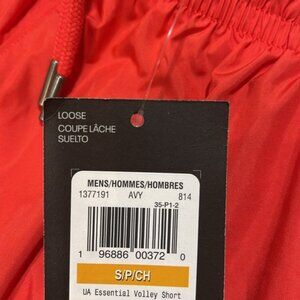 LOOSE
COUPE LÂCHE
SUELTO
MENS/HOMMES/HOMBRES
1377191 AVY 814
35-P1-2
1 96886 00372 0
S/P/CH
UA Essential Volley Short